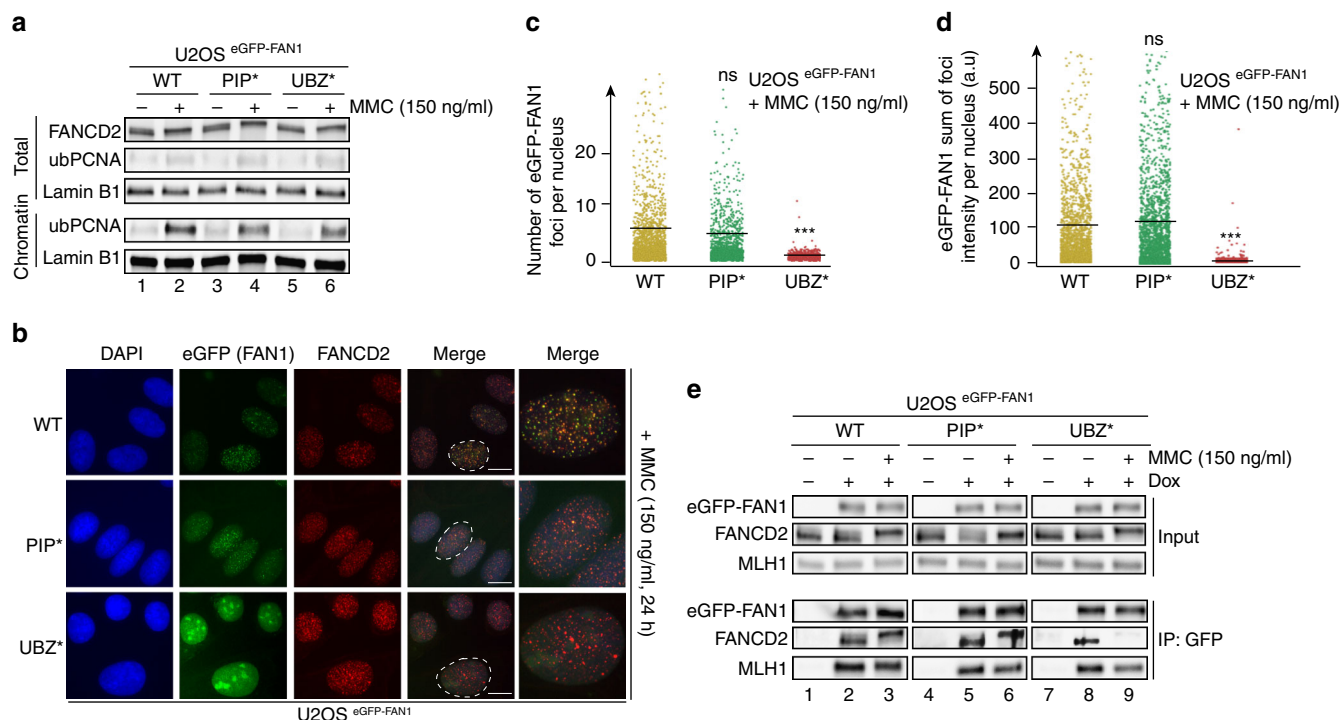 a
U2OS eGFP-FAN1
WT PIP* UBZ*
– + – + – + MMC (150 ng/ml)
Total
FANCD2
ubPCNA
Lamin B1
Chromatin
ubPCNA
Lamin B1
1 2 3 4 5 6
b
DAPI eGFP (FAN1) FANCD2 Merge Merge
WT
PIP*
UBZ*
+ MMC (150 ng/ml, 24 h)
U2OS eGFP-FAN1
c
Number of eGFP-FAN1
foci per nucleus
20
10
0
ns
***
U2OS eGFP-FAN1
+ MMC (150 ng/ml)
WT PIP* UBZ*
d
eGFP-FAN1 sum of foci
intensity per nucleus (a.u)
500
400
300
200
100
0
ns
***
U2OS eGFP-FAN1
+ MMC (150 ng/ml)
WT PIP* UBZ*
e
U2OS eGFP-FAN1
WT PIP* UBZ*
– – + – – + – – + MMC (150 ng/ml)
– + + – + + – + + Dox
eGFP-FAN1
FANCD2
MLH1
Input
eGFP-FAN1
FANCD2
MLH1
IP: GFP
1 2 3 4 5 6 7 8 9